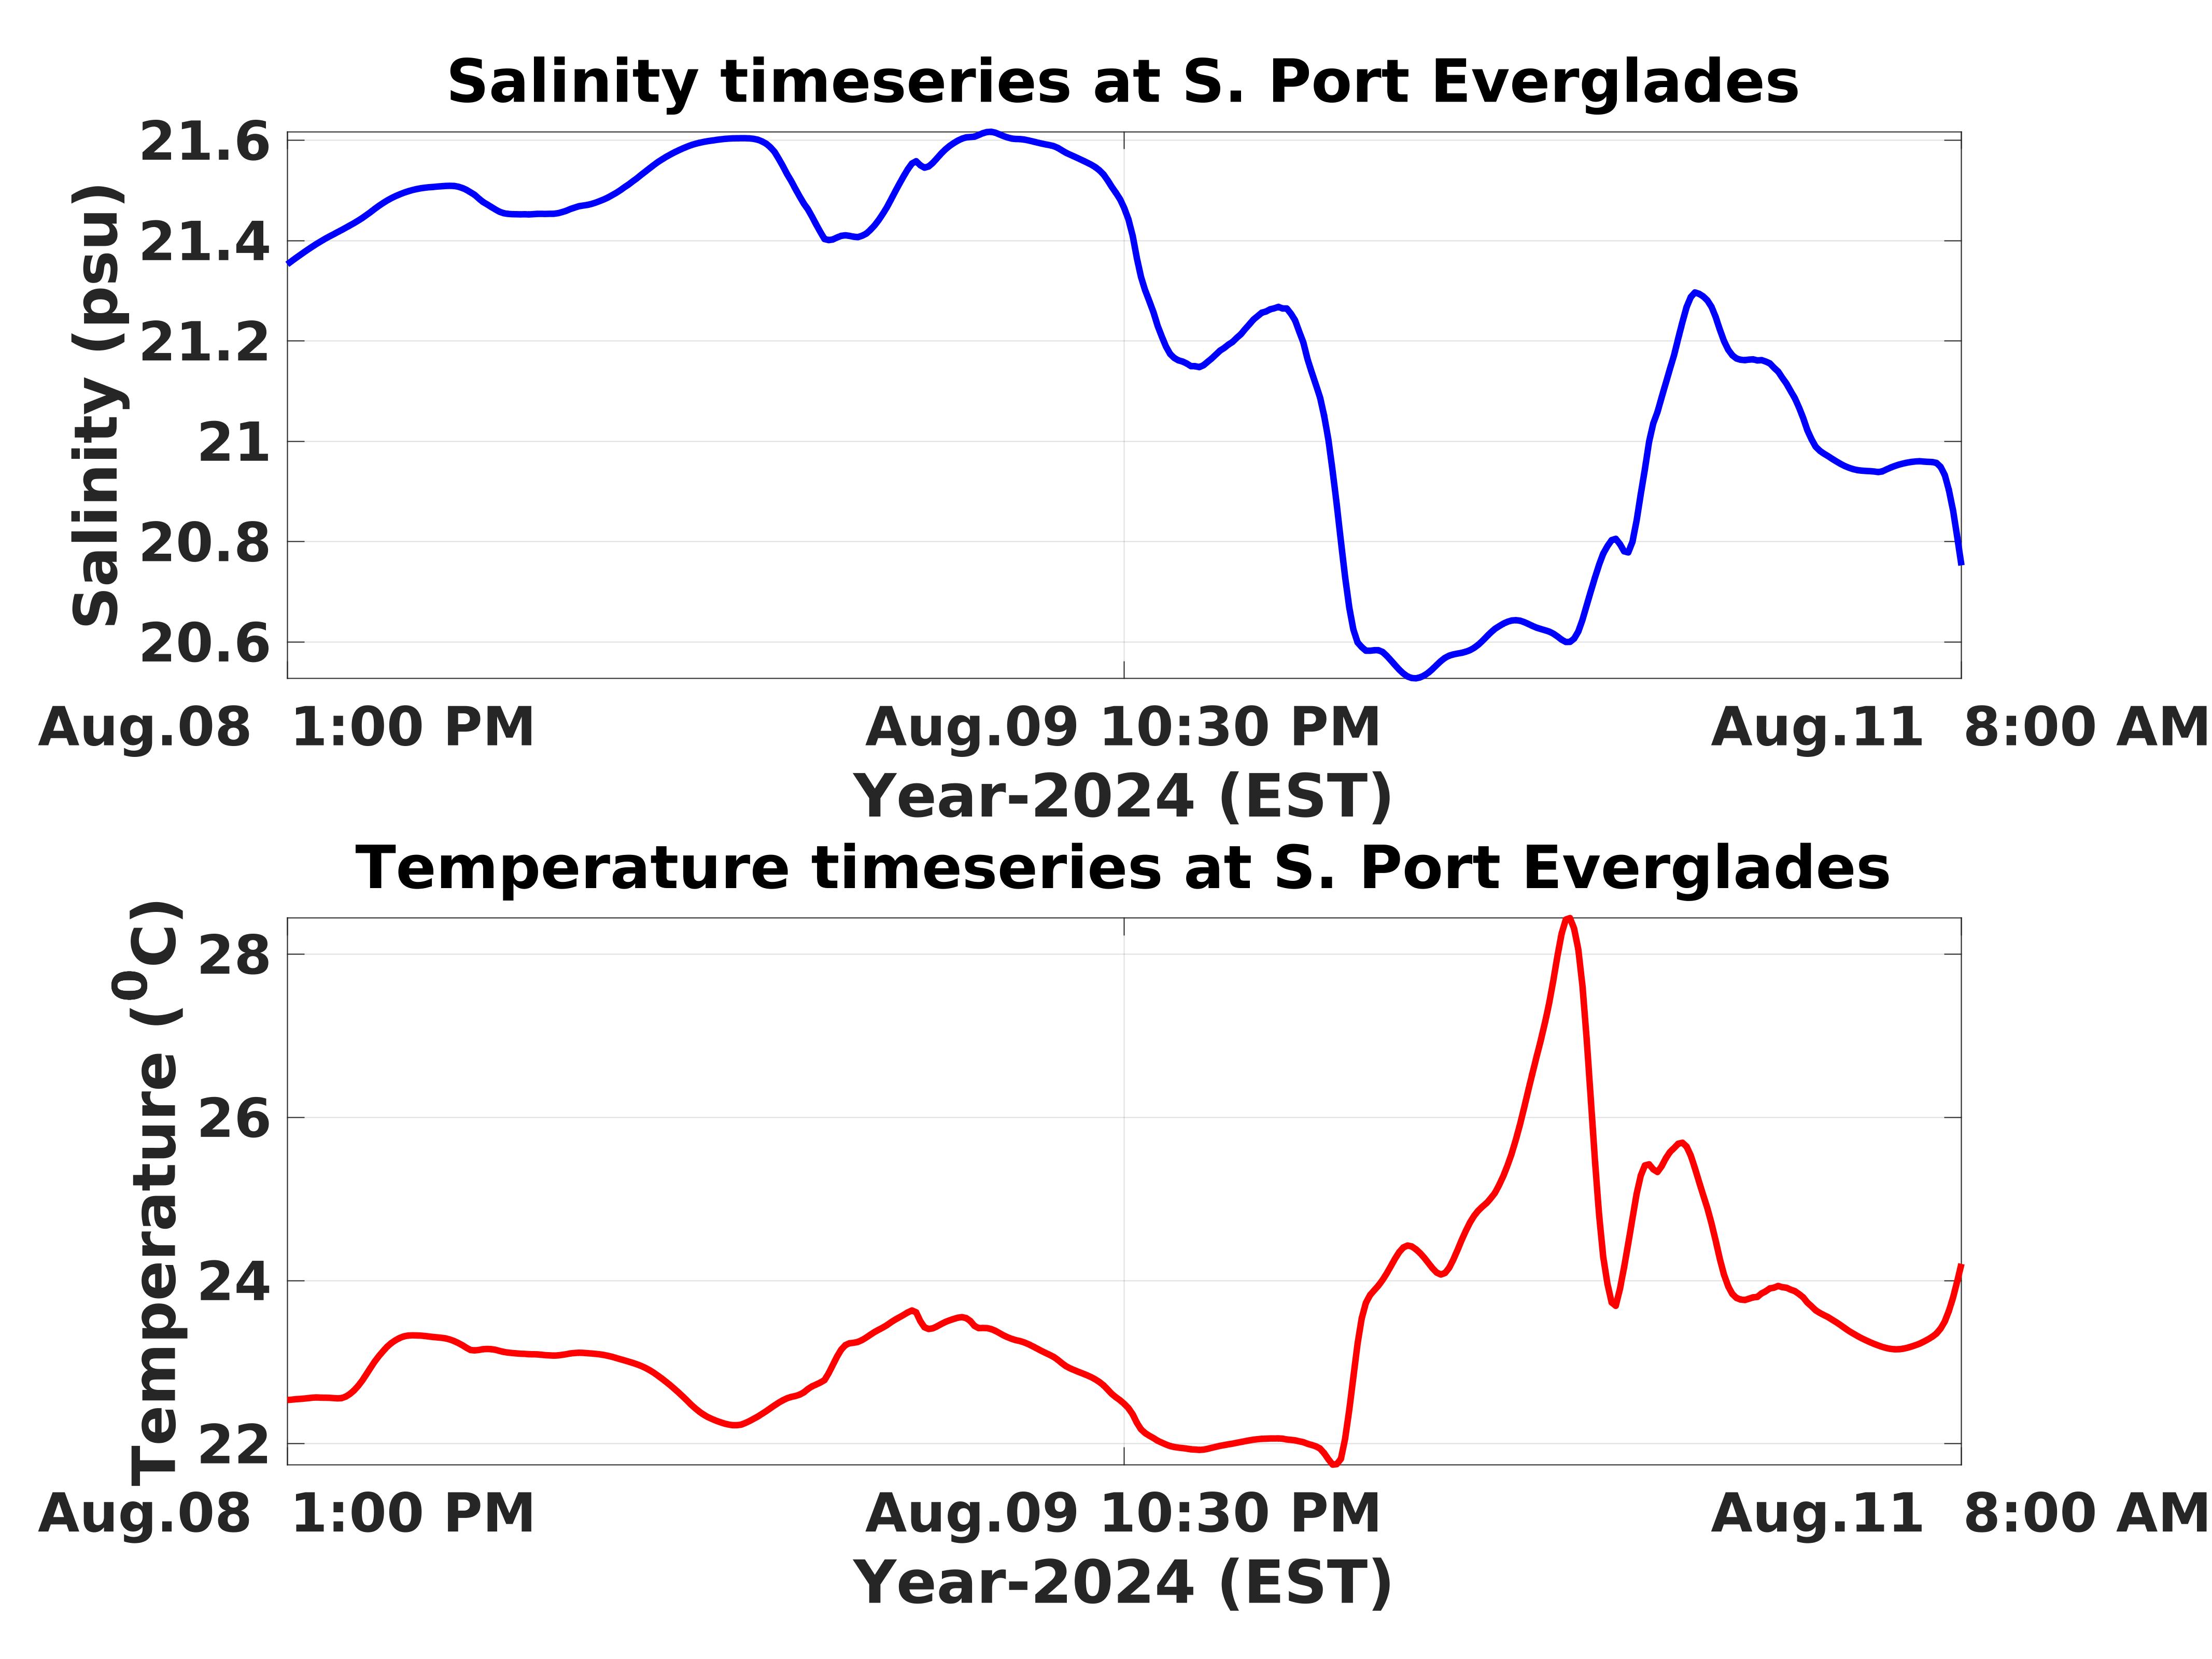 Salinity timeseries at S. Port Everglades
Salinity (psu)
21.6
21.4
21.2
21
20.8
20.6
Aug.08  1:00 PM
Aug.09 10:30 PM
Aug.11  8:00 AM
Year-2024 (EST)
Temperature timeseries at S. Port Everglades
Temperature (⁰C)
28
26
24
22
Aug.08  1:00 PM
Aug.09 10:30 PM
Aug.11  8:00 AM
Year-2024 (EST)